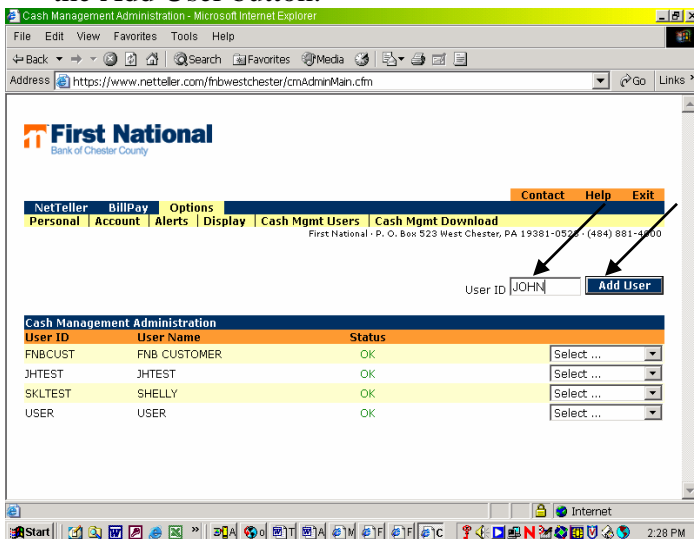 the Add User button.
Cash Management Administration - Microsoft Internet Explorer
File Edit View Favorites Tools Help
Back Search Favorites Media
Address https://www.netteller.com/fnbwestchester/cmAdminMain.cfm Go Links »
First National
Bank of Chester County
Contact Help Exit
NetTeller BillPay Options
Personal | Account | Alerts | Display | Cash Mgmt Users | Cash Mgmt Download
First National · P. O. Box 523 West Chester, PA 19381-0523 · (484) 881-4000
User ID JOHN Add User
Cash Management Administration
User ID User Name Status
FNBCUST FNB CUSTOMER OK Select ...
JHTEST JHTEST OK Select ...
SKLTEST SHELLY OK Select ...
USER USER OK Select ...
Internet
Start » 2:28 PM